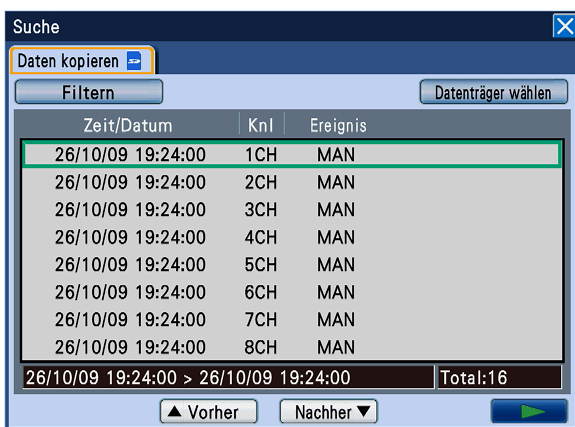 Suche
Daten kopieren
Filtern Datenträger wählen
Zeit/Datum Knl Ereignis
26/10/09 19:24:00 1CH MAN
26/10/09 19:24:00 2CH MAN
26/10/09 19:24:00 3CH MAN
26/10/09 19:24:00 4CH MAN
26/10/09 19:24:00 5CH MAN
26/10/09 19:24:00 6CH MAN
26/10/09 19:24:00 7CH MAN
26/10/09 19:24:00 8CH MAN
26/10/09 19:24:00 > 26/10/09 19:24:00 Total:16
▲ Vorher Nachher ▼